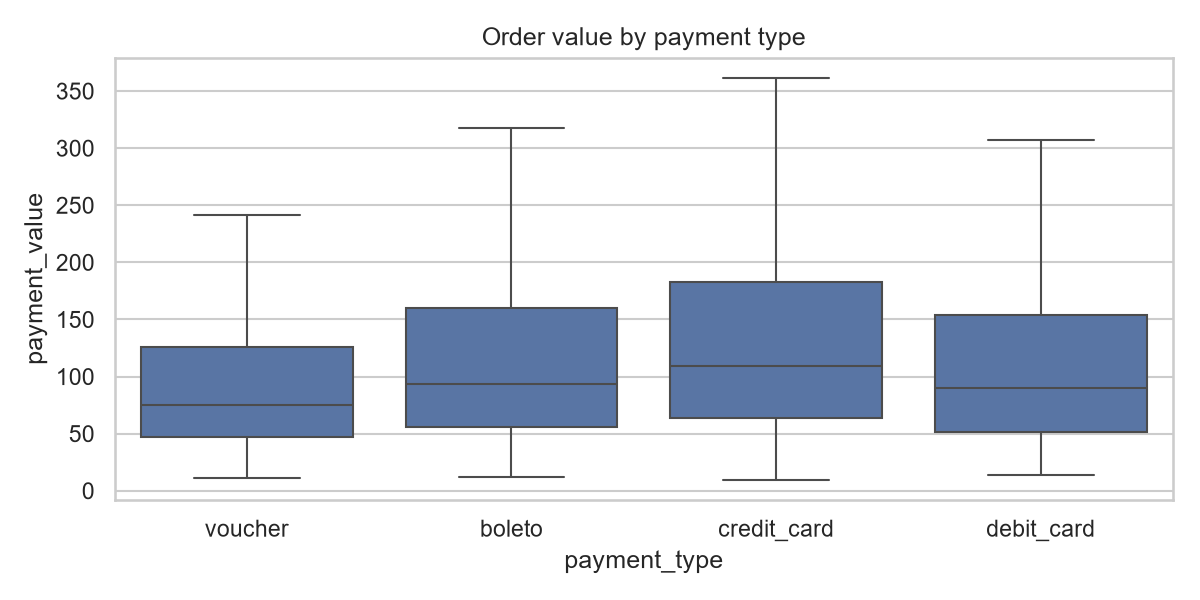 Order value by payment type
payment_value
350
300
250
200
150
100
50
0
voucher boleto credit_card debit_card
payment_type